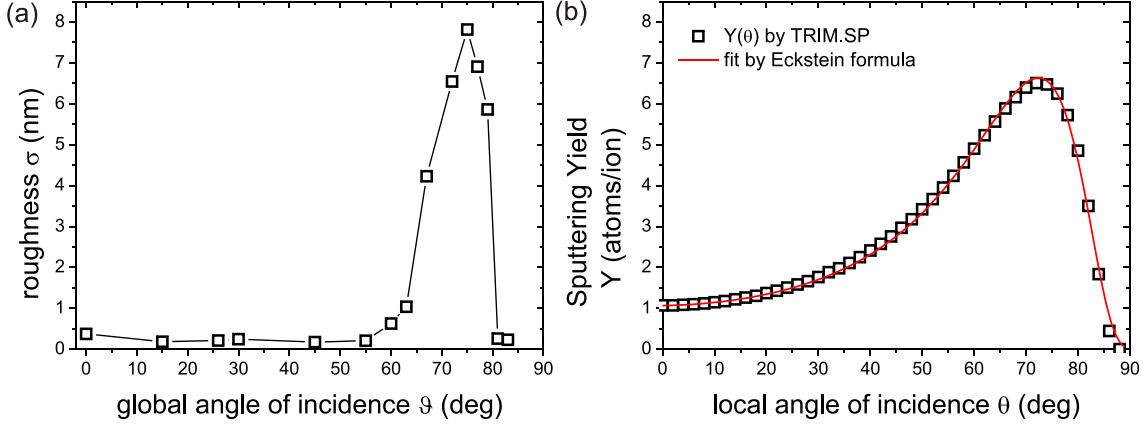 (a)
roughness σ (nm)
8
7
6
5
4
3
2
1
0
0 10 20 30 40 50 60 70 80 90
global angle of incidence ϑ (deg)
(b)
Sputtering Yield
Y (atoms/ion)
8
7
6
5
4
3
2
1
0
Y(θ) by TRIM.SP
fit by Eckstein formula
0 10 20 30 40 50 60 70 80 90
local angle of incidence θ (deg)